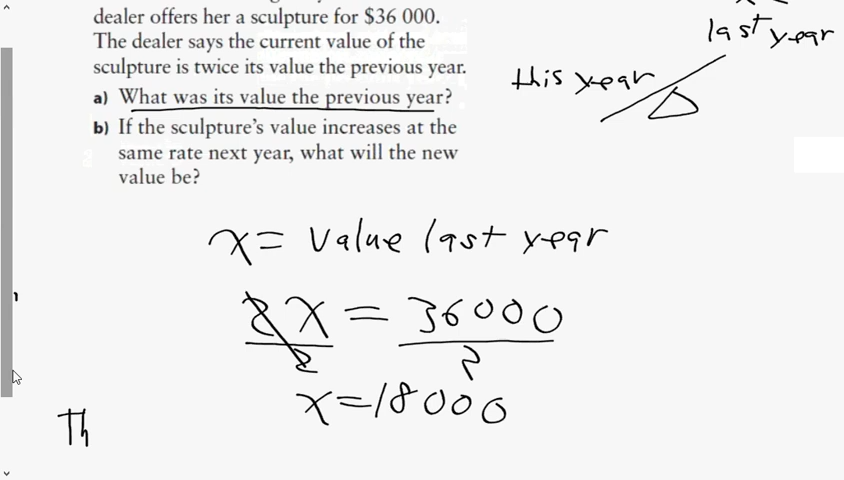 dealer offers her a sculpture for $36 000.
The dealer says the current value of the
sculpture is twice its value the previous year.
a) What was its value the previous year?
b) If the sculpture's value increases at the
same rate next year, what will the new
value be?
last year
this year
x = value last year
2x = 36000
2 2
x = 18000
Th